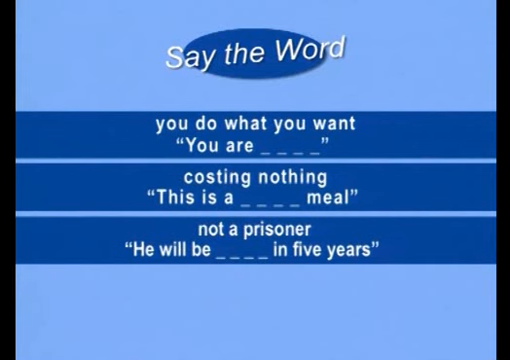 Say the Word
you do what you want
“You are _ _ _ _”
costing nothing
“This is a _ _ _ _ meal”
not a prisoner
“He will be _ _ _ _ in five years”